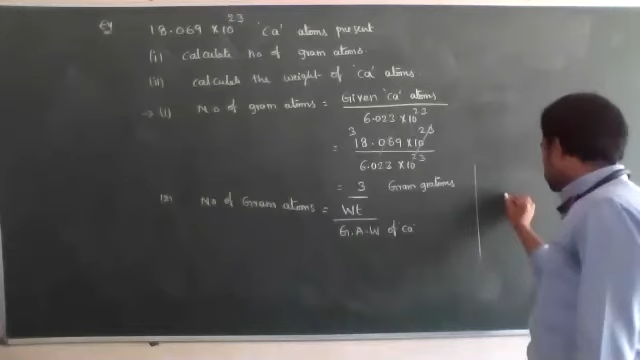 Eg 18.069 × 10^23 'Ca' atoms present
(i) calculate no of gram atoms.
(ii) calculate the weight of 'Ca' atoms
→ (i) No of gram atoms = Given 'Ca' atoms
6.023 × 10^23
= 3 18.069 × 10^23
6.023 × 10^23
= 3 Gram
(ii) No of Gram atoms = Wt
G.A.W of Ca